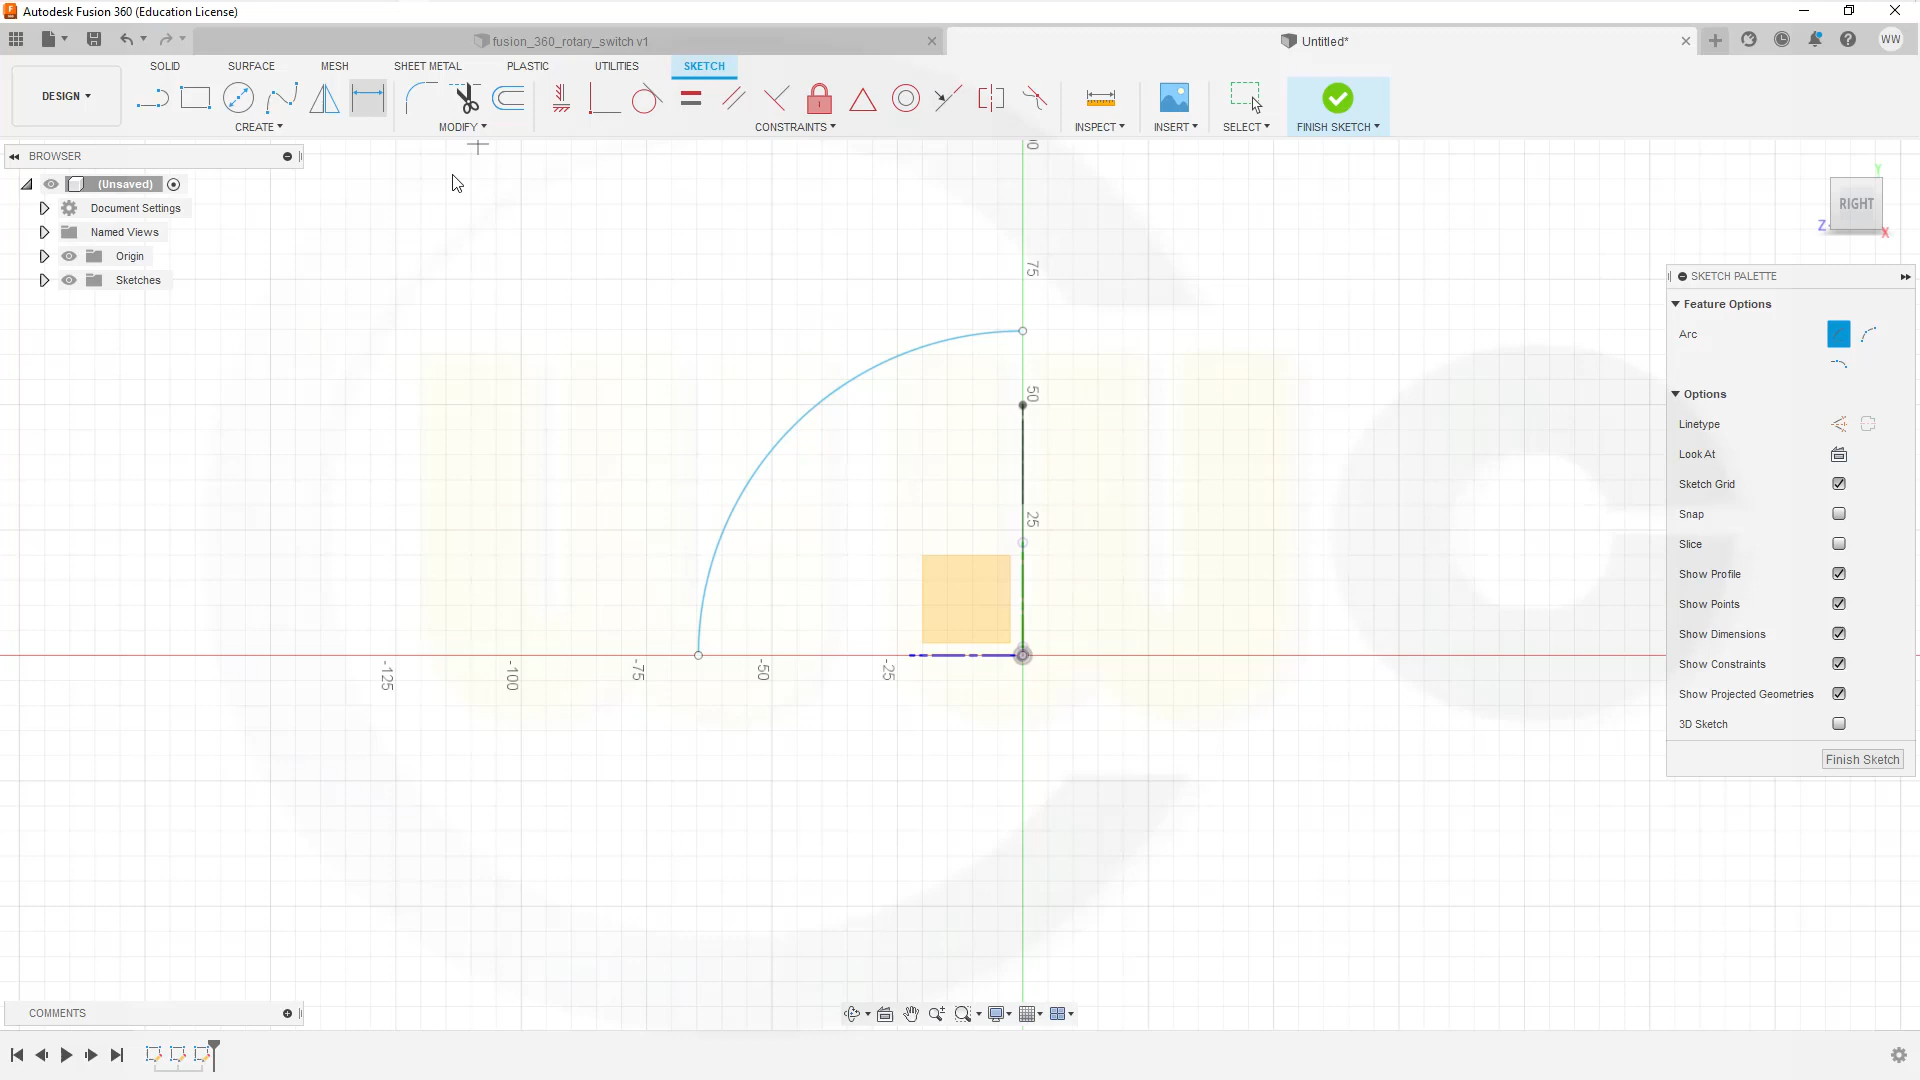 Autodesk Fusion 360 (Education License)
fusion_360_rotary_switch v1
Untitled*
WW
SOLID SURFACE MESH SHEET METAL PLASTIC UTILITIES SKETCH
DESIGN
CREATE MODIFY CONSTRAINTS INSPECT INSERT SELECT FINISH SKETCH
BROWSER
(Unsaved)
Document Settings
Named Views
Origin
Sketches
RIGHT
Y
Z
X
SKETCH PALETTE
Feature Options
Arc
Options
Linetype
Look At
Sketch Grid
Snap
Slice
Show Profile
Show Points
Show Dimensions
Show Constraints
Show Projected Geometries
3D Sketch
Finish Sketch
75
50
25
-125
-100
-75
-50
-25
COMMENTS